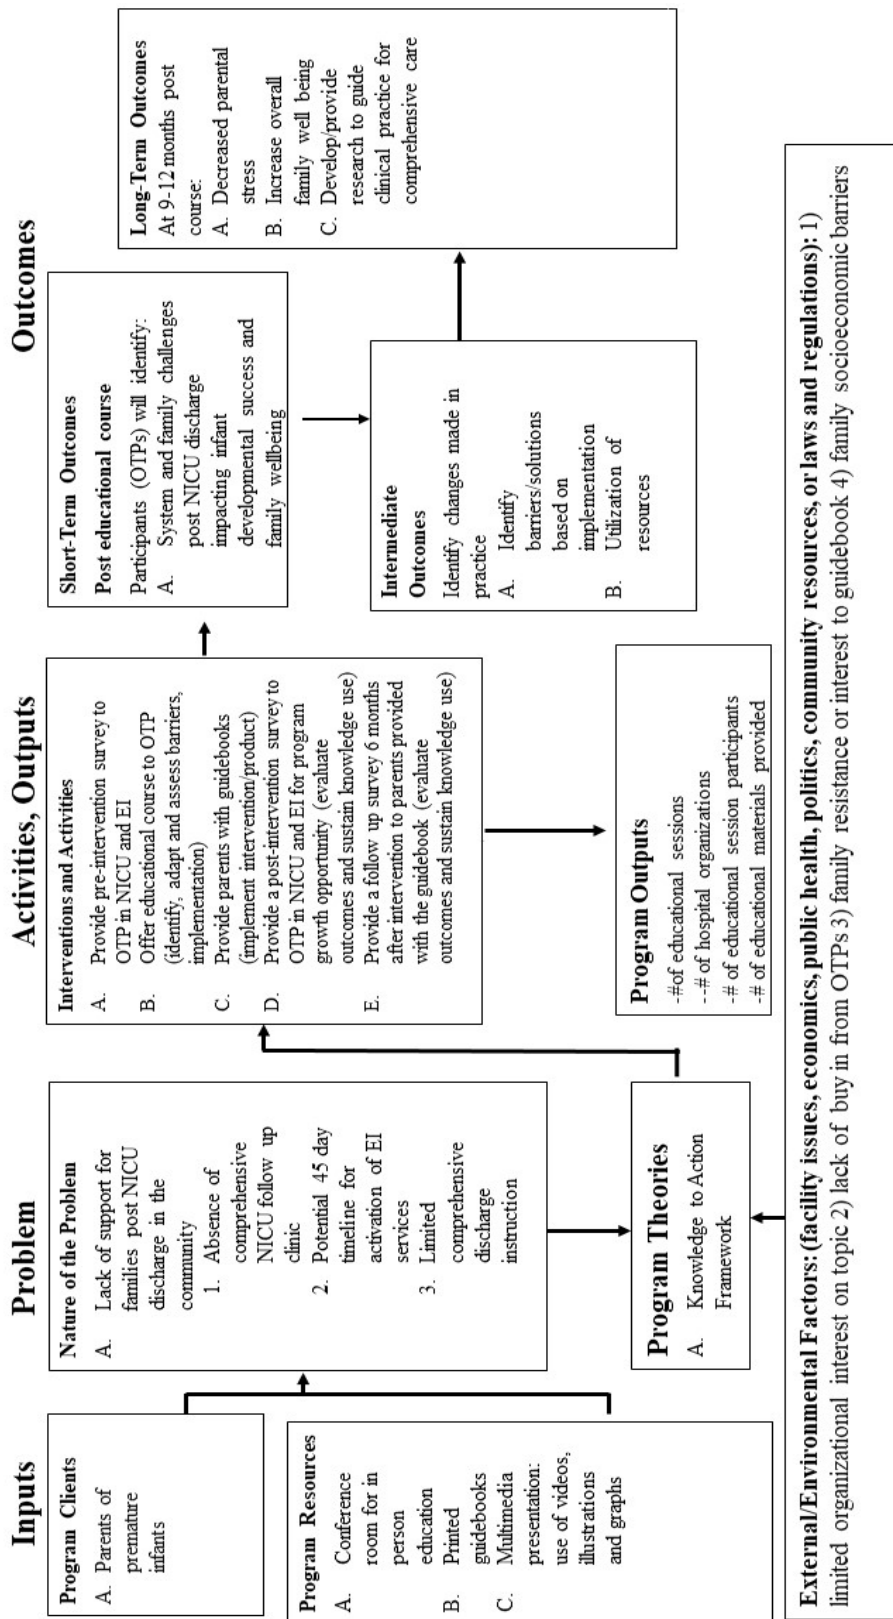 Inputs
Problem
Activities, Outputs
Outcomes
Program Clients
A. Parents of
premature
infants
Program Resources
A. Conference
room for in
person
education
B. Printed
guidebooks
C. Multimedia
presentation:
use of videos,
illustrations
and graphs
Nature of the Problem
A. Lack of support for
families post NICU
discharge in the
community
1. Absence of
comprehensive
NICU follow up
clinic
2. Potential 45 day
timeline for
activation of EI
services
3. Limited
comprehensive
discharge
instruction
Program Theories
A. Knowledge to Action
Framework
Interventions and Activities
A. Provide pre-intervention survey to
OTP in NICU and EI
B. Offer educational course to OTP
(identify, adapt and assess barriers,
implementation)
C. Provide parents with guidebooks
(implement intervention/product)
D. Provide a post-intervention survey to
OTP in NICU and EI for program
growth opportunity (evaluate
outcomes and sustain knowledge use)
E. Provide a follow up survey 6 months
after intervention to parents provided
with the guidebook (evaluate
outcomes and sustain knowledge use)
Program Outputs
-#of educational sessions
--# of hospital organizations
-# of educational session participants
-# of educational materials provided
Short-Term Outcomes
Post educational course
Participants (OTPs) will identify:
A. System and family challenges
post NICU discharge
impacting infant
developmental success and
family wellbeing
Intermediate
Outcomes
Identify changes made in
practice
A. Identify
barriers/solutions
based on
implementation
B. Utilization of
resources
Long-Term Outcomes
At 9-12 months post
course:
A. Decreased parental
stress
B. Increase overall
family well being
C. Develop/provide
research to guide
clinical practice for
comprehensive care
External/Environmental Factors: (facility issues, economics, public health, politics, community resources, or laws and regulations): 1)
limited organizational interest on topic 2) lack of buy in from OTPs 3) family resistance or interest to guidebook 4) family socioeconomic barriers